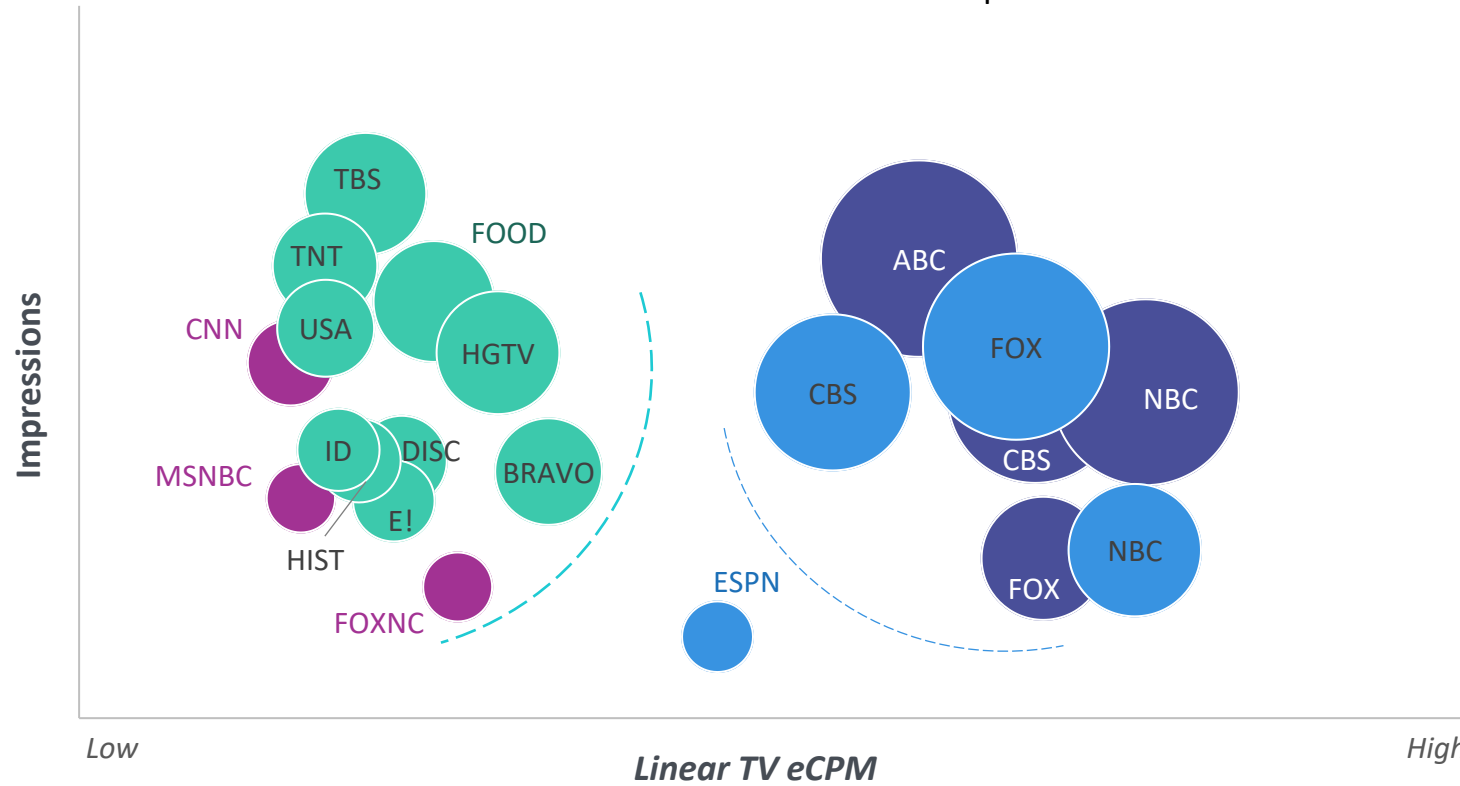 TBS
FOOD
TNT
ABC
CNN
USA
FOX
HGTV
CBS
NBC
ID
DISC
CBS
MSNBC
BRAVO
E!
HIST
NBC
ESPN
FOX
FOXNC
Impressions
Low
High
Linear TV eCPM